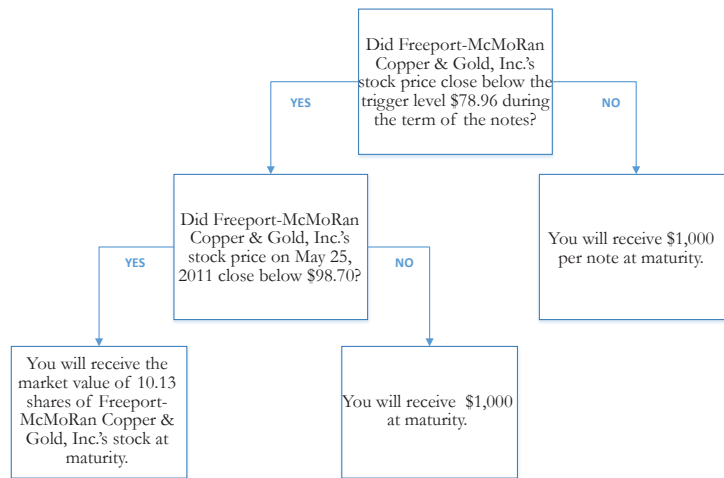 Did Freeport-McMoRan
Copper & Gold, Inc.'s
stock price close below the
trigger level $78.96 during
the term of the notes?
YES
NO
Did Freeport-McMoRan
Copper & Gold, Inc.'s
stock price on May 25,
2011 close below $98.70?
You will receive $1,000
per note at maturity.
YES
NO
You will receive the
market value of 10.13
shares of Freeport-
McMoRan Copper &
Gold, Inc.'s stock at
maturity.
You will receive $1,000
at maturity.